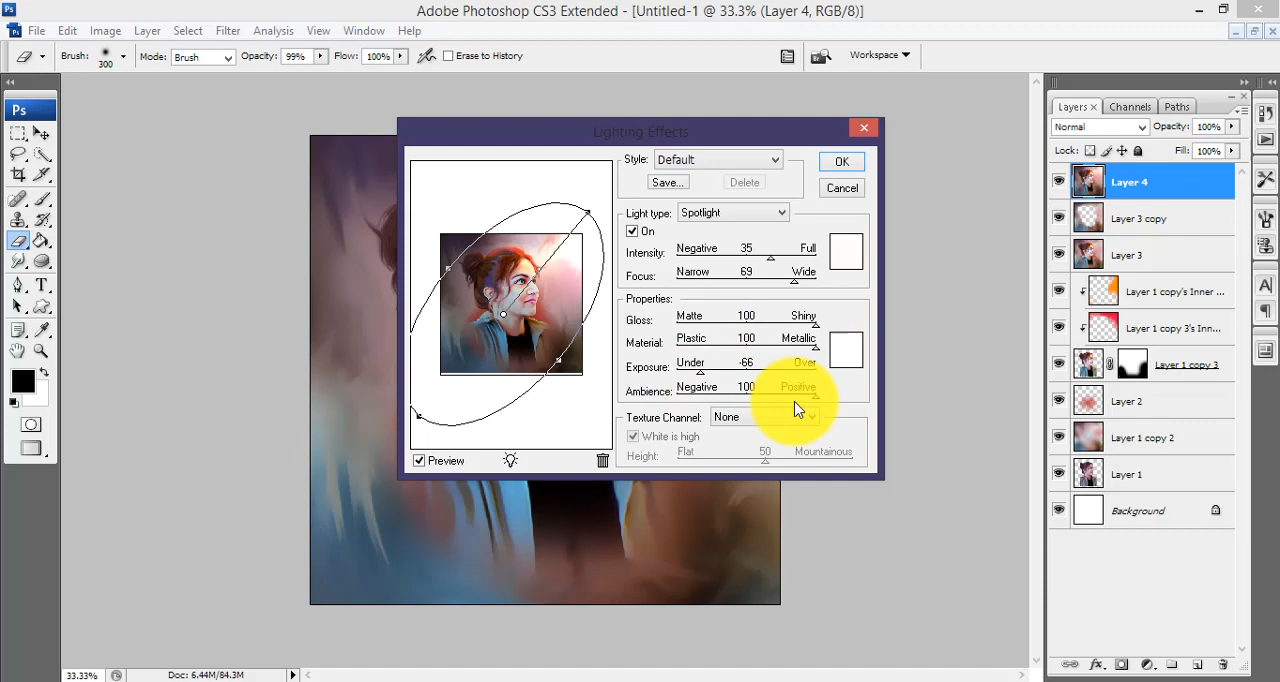 Ps Adobe Photoshop CS3 Extended - [Untitled-1 @ 33.3% (Layer 4, RGB/8)]
Ps File Edit Image Layer Select Filter Analysis View Window Help
Brush: 300 Mode: Brush Opacity: 99% Flow: 100% Erase to History Br Workspace
Ps
T
Lighting Effects
Style: Default OK
Save... Delete Cancel
Light type: Spotlight
On
Intensity: Negative 35 Full
Focus: Narrow 69 Wide
Properties:
Gloss: Matte 100 Shiny
Material: Plastic 100 Metallic
Exposure: Under -66 Over
Ambience: Negative 100 Positive
Texture Channel: None
White is high
Height: Flat 50 Mountainous
Preview
Layers Channels Paths
Normal Opacity: 100%
Lock: Fill: 100%
Layer 4
Layer 3 copy
Layer 3
Layer 1 copy's Inner ...
Layer 1 copy 3's Inn...
Layer 1 copy 3
Layer 2
Layer 1 copy 2
Layer 1
Background
fx
A
33.33% Doc: 6.44M/84.3M